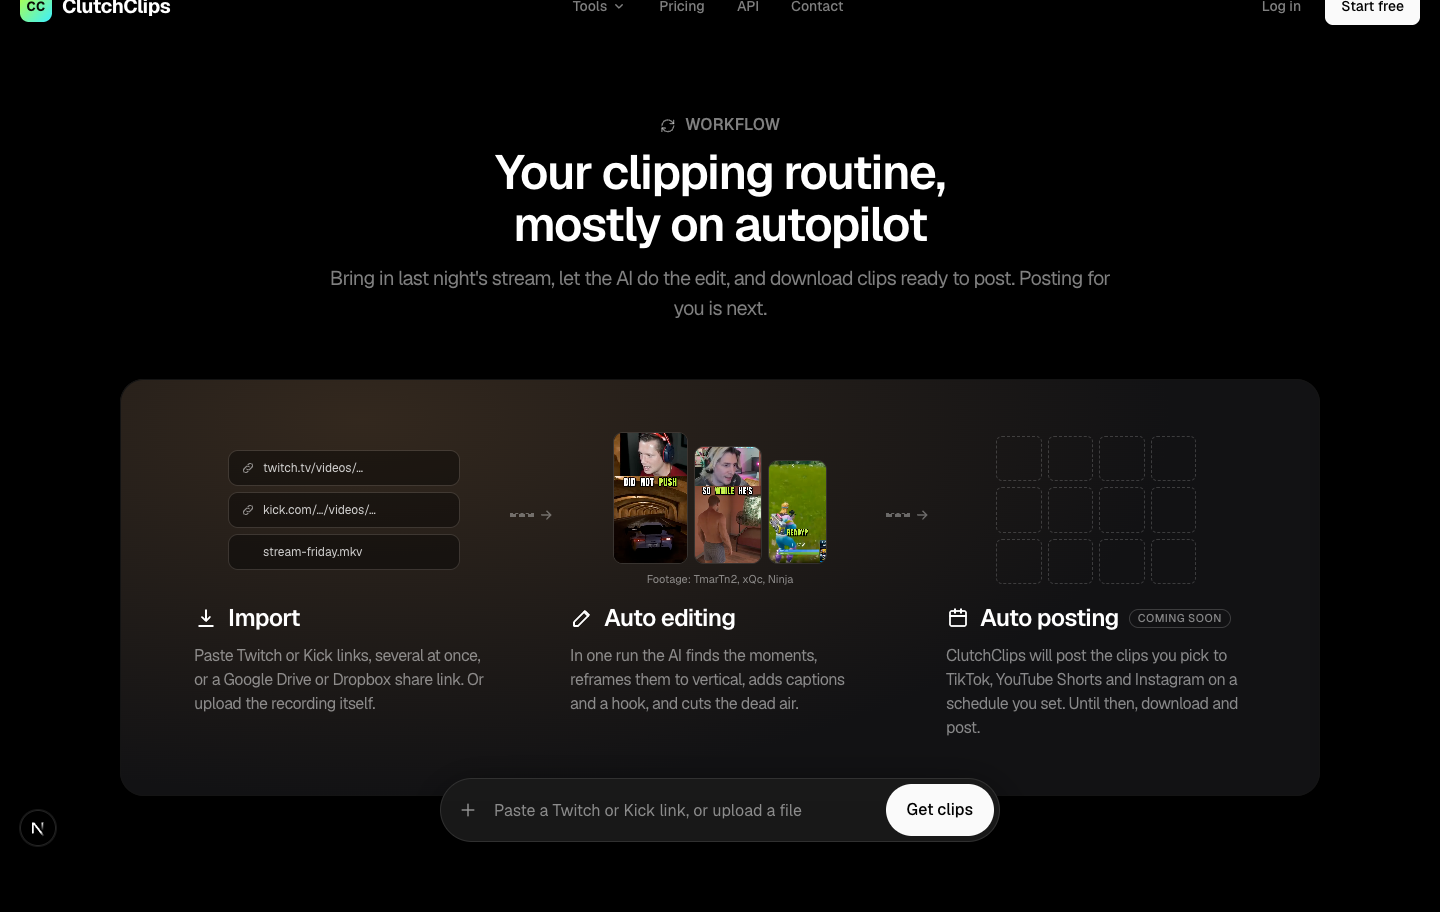 CC ClutchClips
Tools
Pricing
API
Contact
Log in
Start free
WORKFLOW
Your clipping routine,
mostly on autopilot
Bring in last night's stream, let the AI do the edit, and download clips ready to post. Posting for
you is next.
twitch.tv/videos/...
kick.com/.../videos/...
stream-friday.mkv
DID NOT PUSH
SO WHILE HE'S
READY?
Footage: TmarTn2, xQc, Ninja
Import
Paste Twitch or Kick links, several at once,
or a Google Drive or Dropbox share link. Or
upload the recording itself.
Auto editing
In one run the AI finds the moments,
reframes them to vertical, adds captions
and a hook, and cuts the dead air.
Auto posting COMING SOON
ClutchClips will post the clips you pick to
TikTok, YouTube Shorts and Instagram on a
schedule you set. Until then, download and
post.
Paste a Twitch or Kick link, or upload a file
Get clips
N